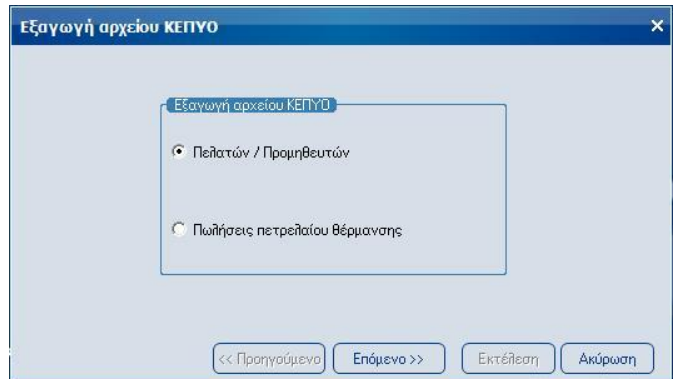 Εξαγωγή αρχείου ΚΕΠΥΟ
Εξαγωγή αρχείου ΚΕΠΥΟ
Πελατών / Προμηθευτών
Πωλήσεις πετρελαίου θέρμανσης
<< Προηγούμενο Επόμενο >> Εκτέλεση Ακύρωση